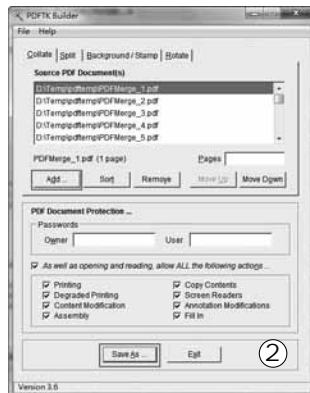 PDFTK Builder
File Help
Collate Split Background / Stamp Rotate
Source PDF Document(s)
D:\Temp\pdftemp\PDFMerge_1.pdf
D:\Temp\pdftemp\PDFMerge_2.pdf
D:\Temp\pdftemp\PDFMerge_3.pdf
D:\Temp\pdftemp\PDFMerge_4.pdf
D:\Temp\pdftemp\PDFMerge_5.pdf
PDFMerge_1.pdf (1 page) Pages
Add ... Sort Remove Move Up Move Down
PDF Document Protection ...
Passwords
Owner User
As well as opening and reading, allow ALL the following actions ...
Printing Copy Contents
Degraded Printing Screen Readers
Content Modification Annotation Modifications
Assembly Fill In
Save As ... Exit 2
Version 3.6